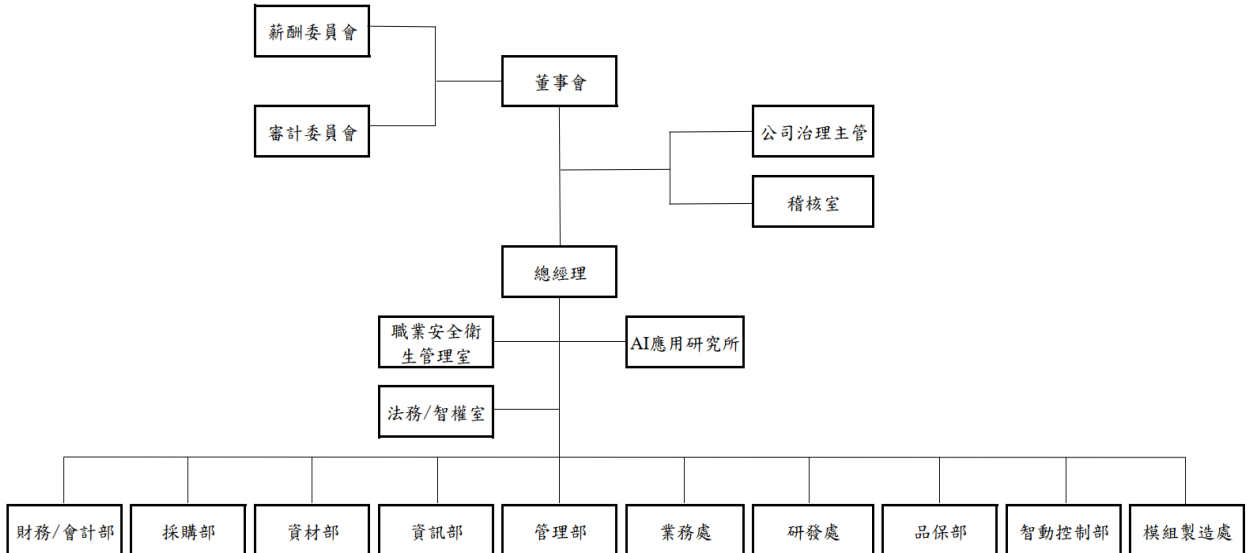 薪酬委員會
董事會
審計委員會
公司治理主管
稽核室
總經理
職業安全衛
生管理室
AI應用研究所
法務/智權室
財務/會計部
採購部
資材部
資訊部
管理部
業務處
研發處
品保部
智動控制部
模組製造處